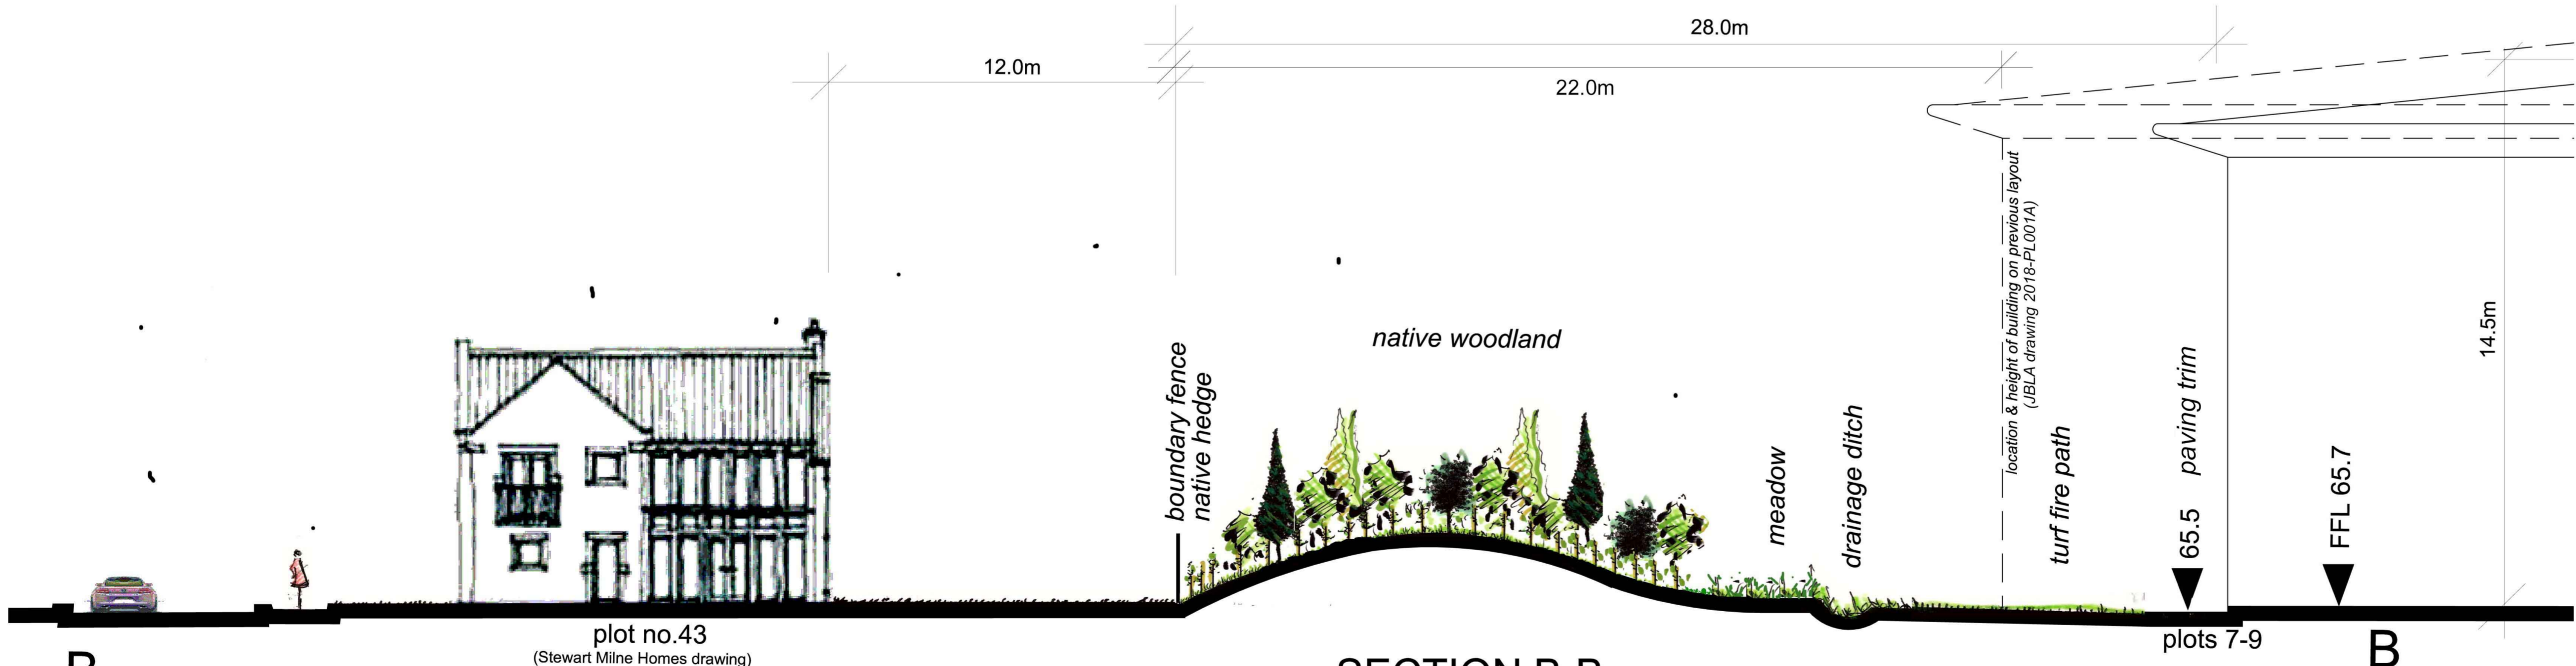 28.0m
12.0m
22.0m
location & height of building on previous layout
(JBLA drawing 2018-PL001A)
14.5m
native woodland
boundary fence
native hedge
meadow
drainage ditch
turf fire path
65.5 paving trim
FFL 65.7
plot no.43
(Stewart Milne Homes drawing)
plots 7-9
B
SECTION B-B
B